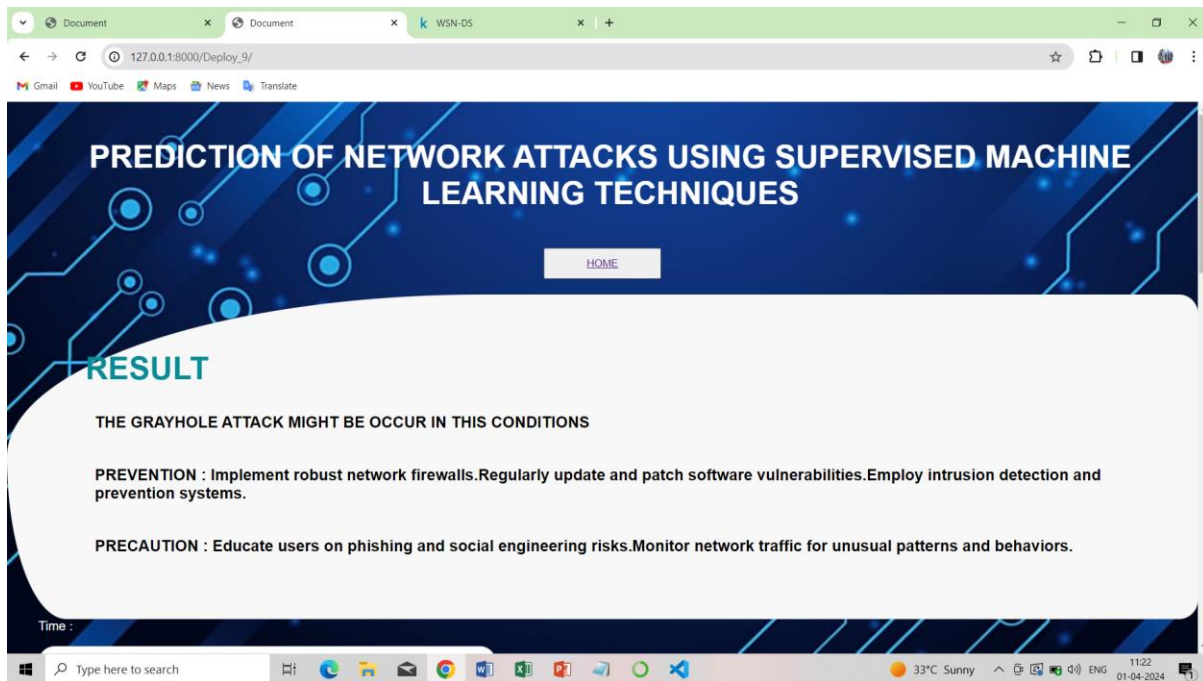 Document
Document
WSN-DS
127.0.0.1:8000/Deploy_9/
Gmail YouTube Maps News Translate
PREDICTION OF NETWORK ATTACKS USING SUPERVISED MACHINE
LEARNING TECHNIQUES
HOME
RESULT
THE GRAYHOLE ATTACK MIGHT BE OCCUR IN THIS CONDITIONS
PREVENTION : Implement robust network firewalls.Regularly update and patch software vulnerabilities.Employ intrusion detection and
prevention systems.
PRECAUTION : Educate users on phishing and social engineering risks.Monitor network traffic for unusual patterns and behaviors.
Time :
Type here to search
33°C Sunny
ENG
11:22
01-04-2024